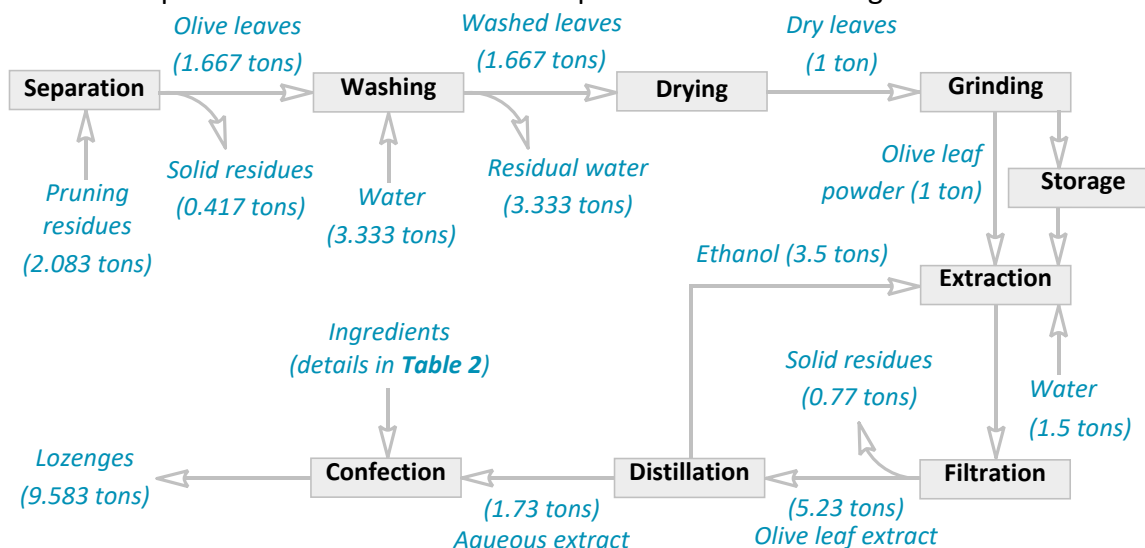 Olive leaves
(1.667 tons)
Washed leaves
(1.667 tons)
Dry leaves
(1 ton)
Separation
Washing
Drying
Grinding
Solid residues
(0.417 tons)
Residual water
(3.333 tons)
Olive leaf
powder (1 ton)
Storage
Pruning
residues
(2.083 tons)
Water
(3.333 tons)
Ethanol (3.5 tons)
Extraction
Ingredients
(details in Table 2)
Solid residues
(0.77 tons)
Water
(1.5 tons)
Lozenges
(9.583 tons)
Confection
Distillation
Filtration
(1.73 tons)
Aqueous extract
(5.23 tons)
Olive leaf extract